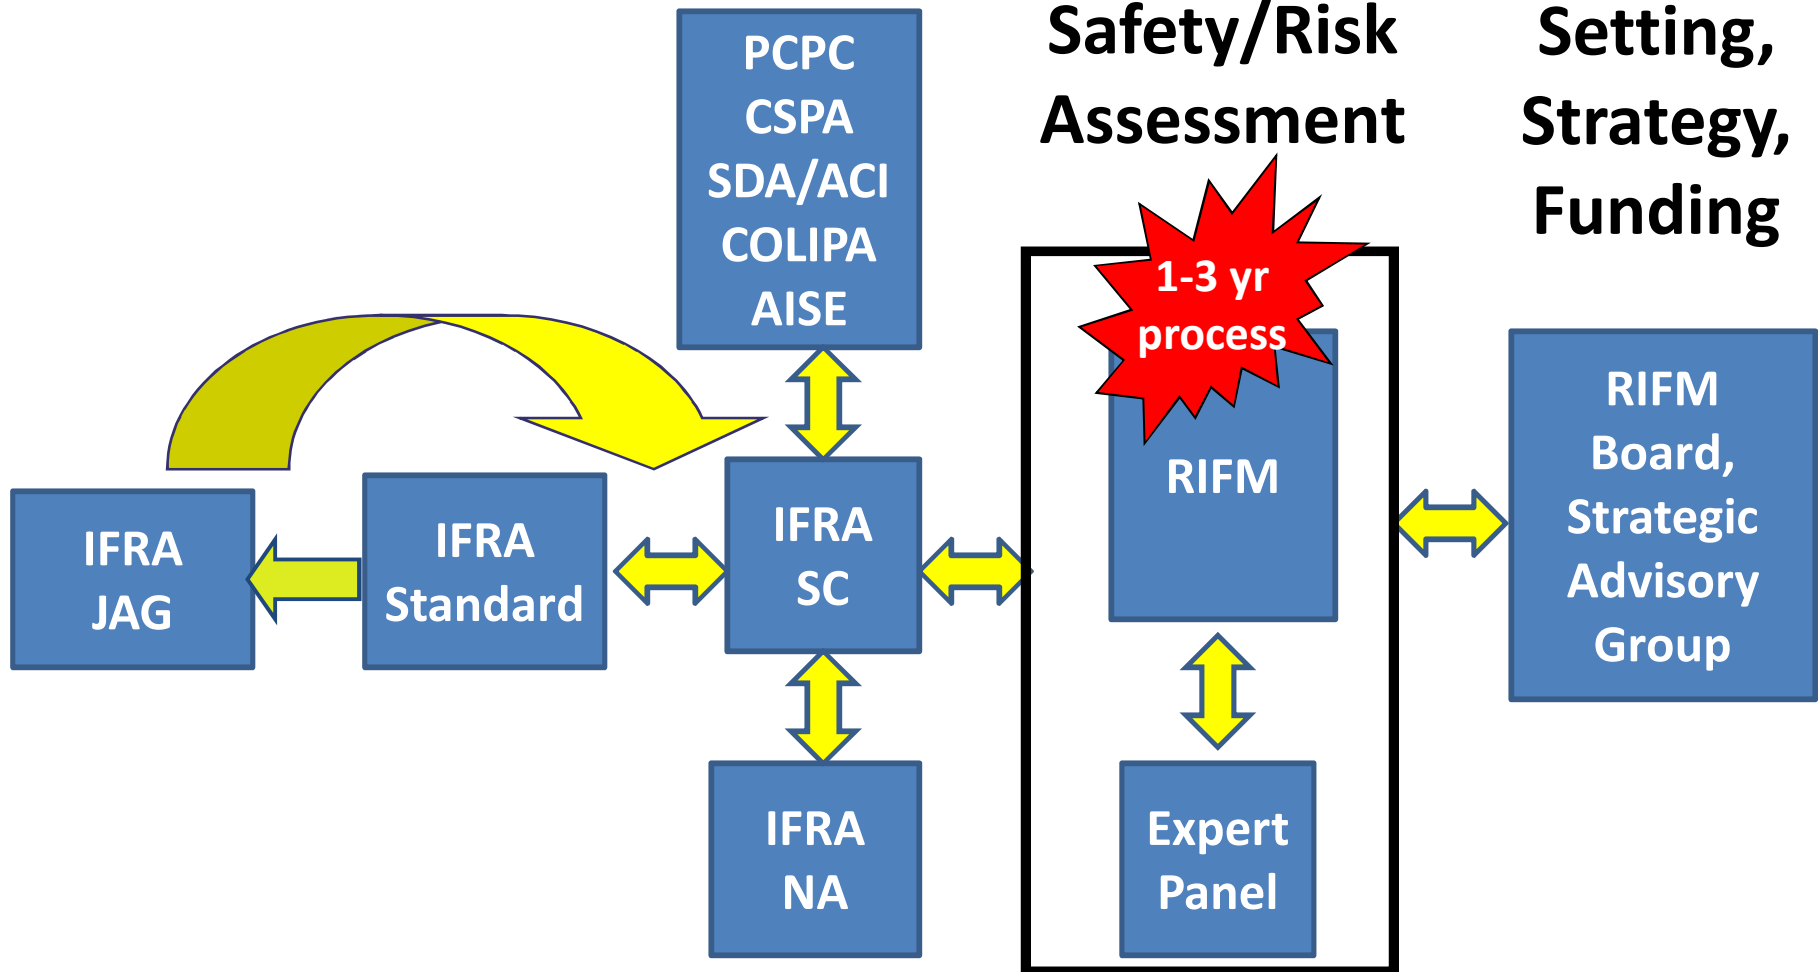 Safety/Risk
Assessment
Setting,
Strategy,
Funding
PCPC
CSPA
SDA/ACI
COLIPA
AISE
1-3 yr
process
IFRA
JAG
IFRA
Standard
IFRA
SC
RIFM
RIFM
Board,
Strategic
Advisory
Group
IFRA
NA
Expert
Panel